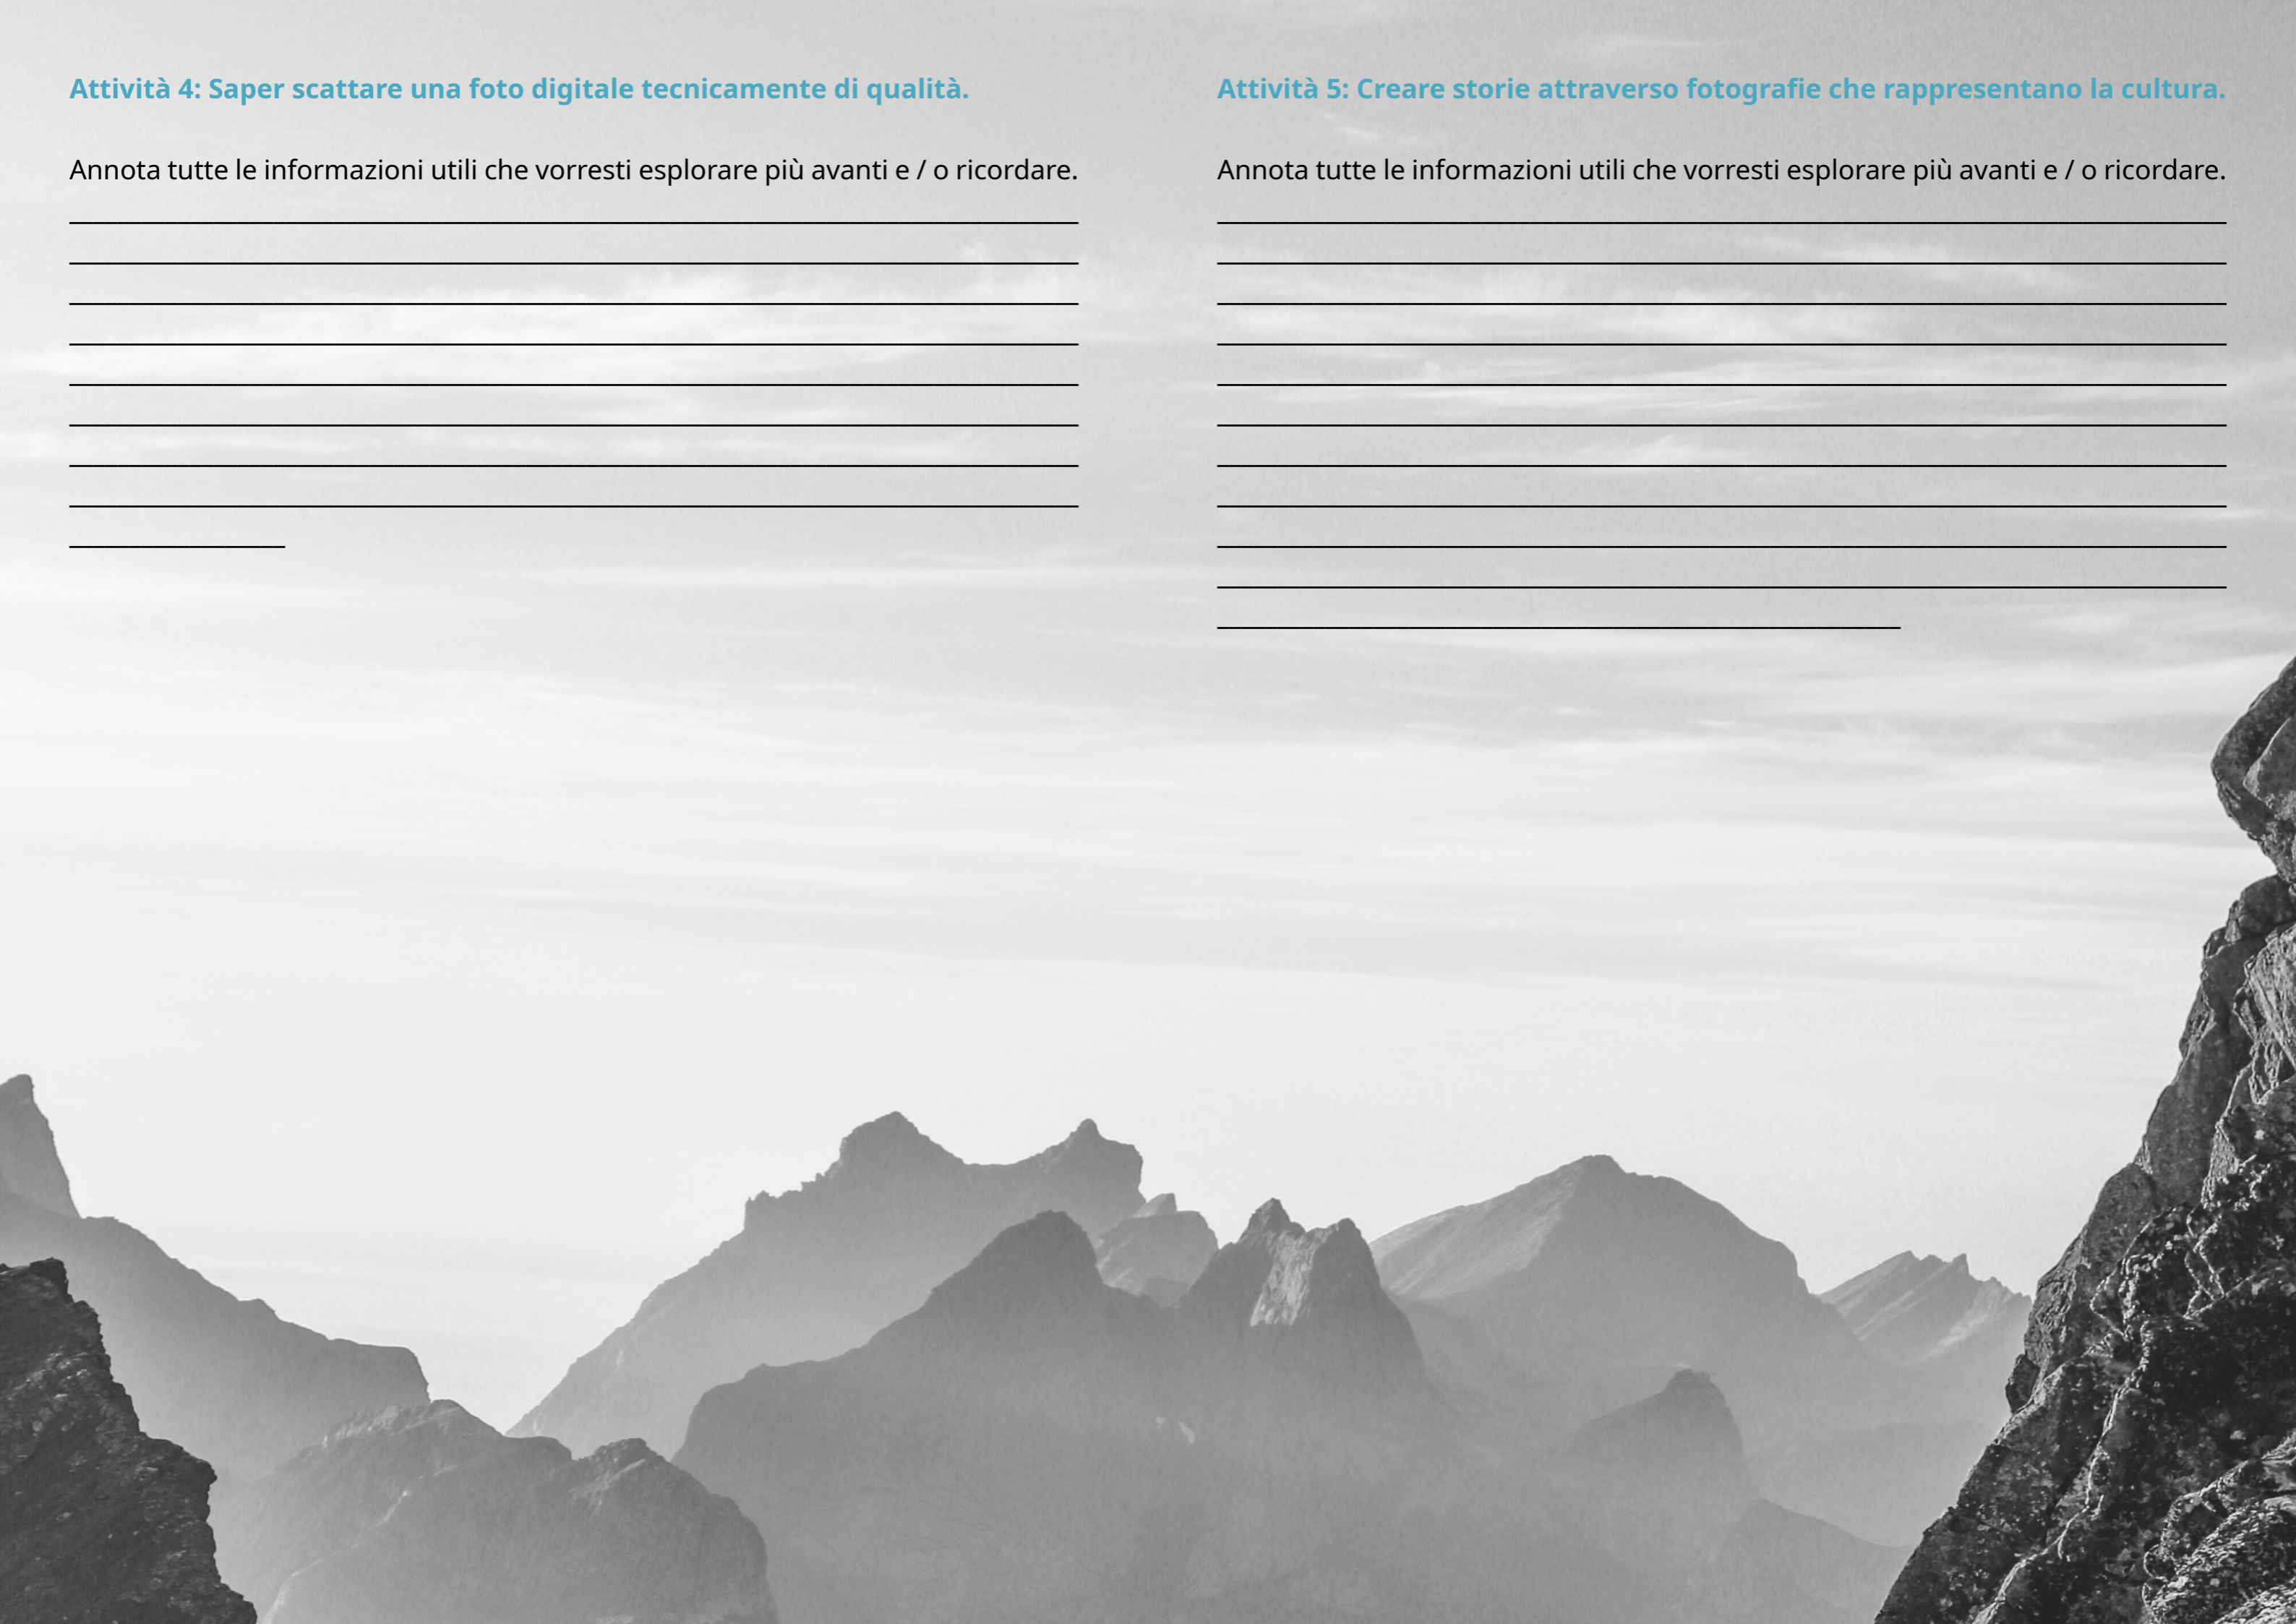 Attività 4: Saper scattare una foto digitale tecnicamente di qualità.
Annota tutte le informazioni utili che vorresti esplorare più avanti e / o ricordare.
Attività 5: Creare storie attraverso fotografie che rappresentano la cultura.
Annota tutte le informazioni utili che vorresti esplorare più avanti e / o ricordare.